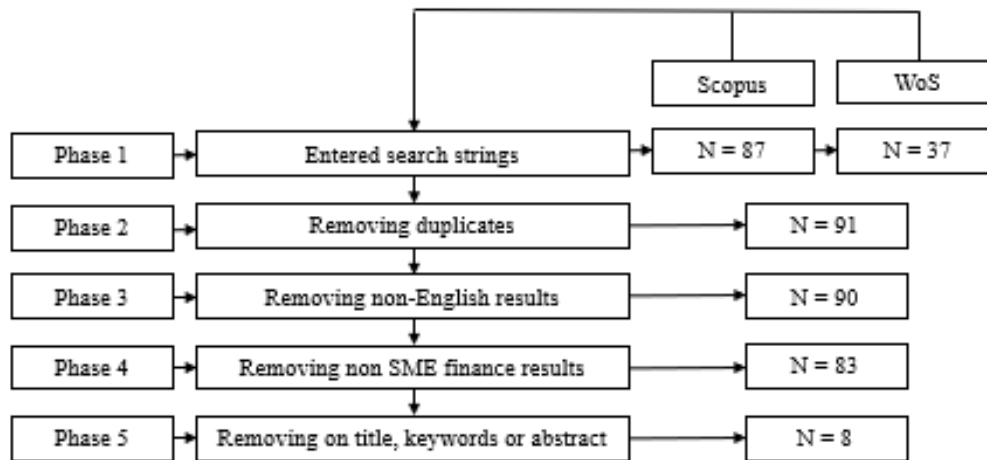 Scopus
WoS
Phase 1
Entered search strings
N = 87
N = 37
Phase 2
Removing duplicates
N = 91
Phase 3
Removing non-English results
N = 90
Phase 4
Removing non SME finance results
N = 83
Phase 5
Removing on title, keywords or abstract
N = 8